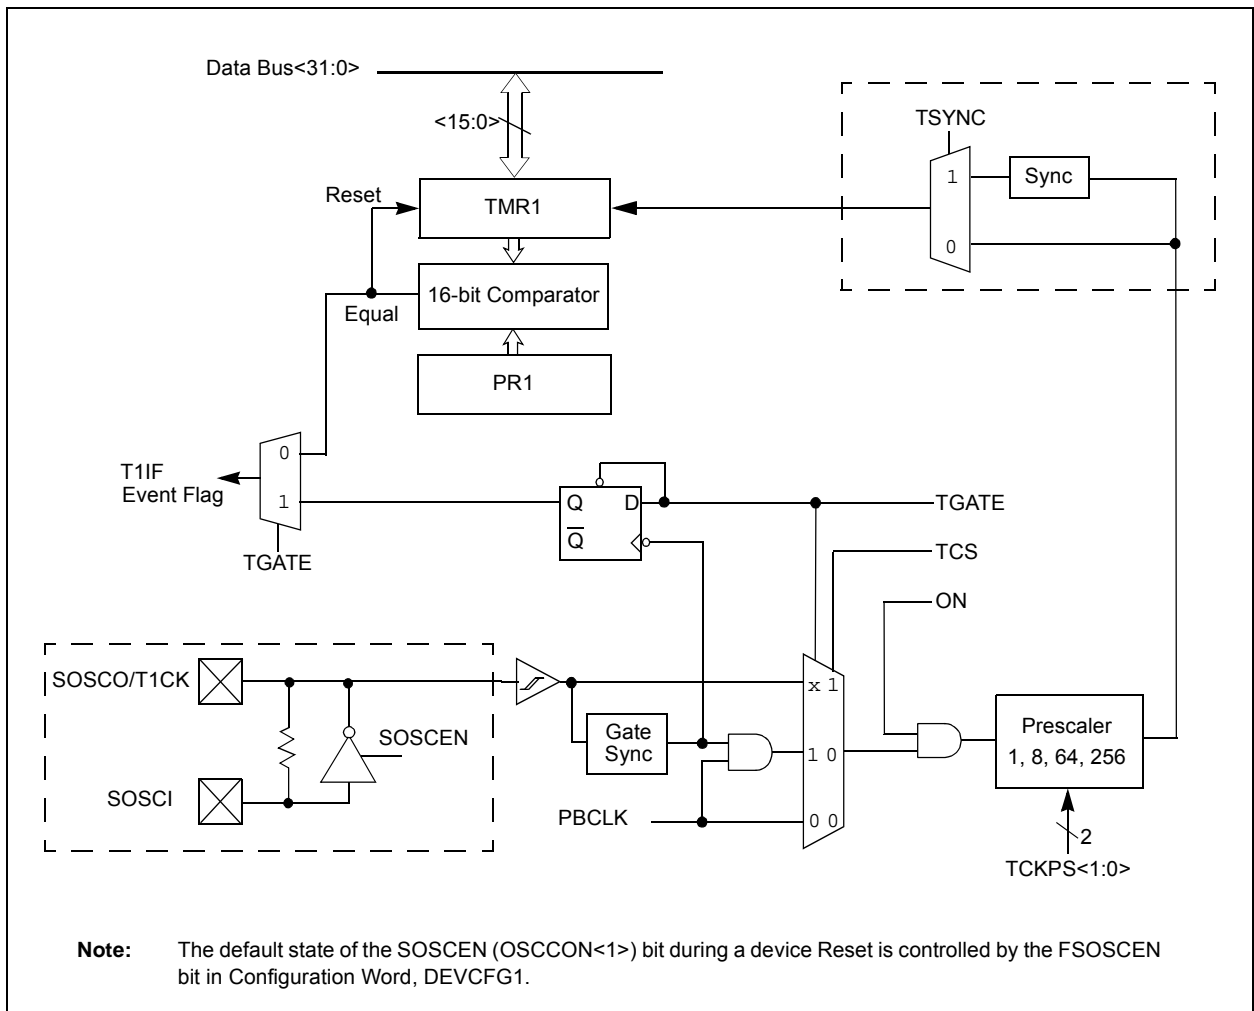 Data Bus<31:0>
<15:0>
TSYNC
1
Sync
0
Reset
TMR1
16-bit Comparator
Equal
PR1
0
T1IF
Event Flag
1
TGATE
Q
D
Q
TGATE
TCS
ON
SOSCO/T1CK
SOSCEN
SOSCI
Gate
Sync
PBCLK
x 1
1 0
0 0
Prescaler
1, 8, 64, 256
2
TCKPS<1:0>
Note: The default state of the SOSCEN (OSCCON<1>) bit during a device Reset is controlled by the FSOSCEN
bit in Configuration Word, DEVCFG1.